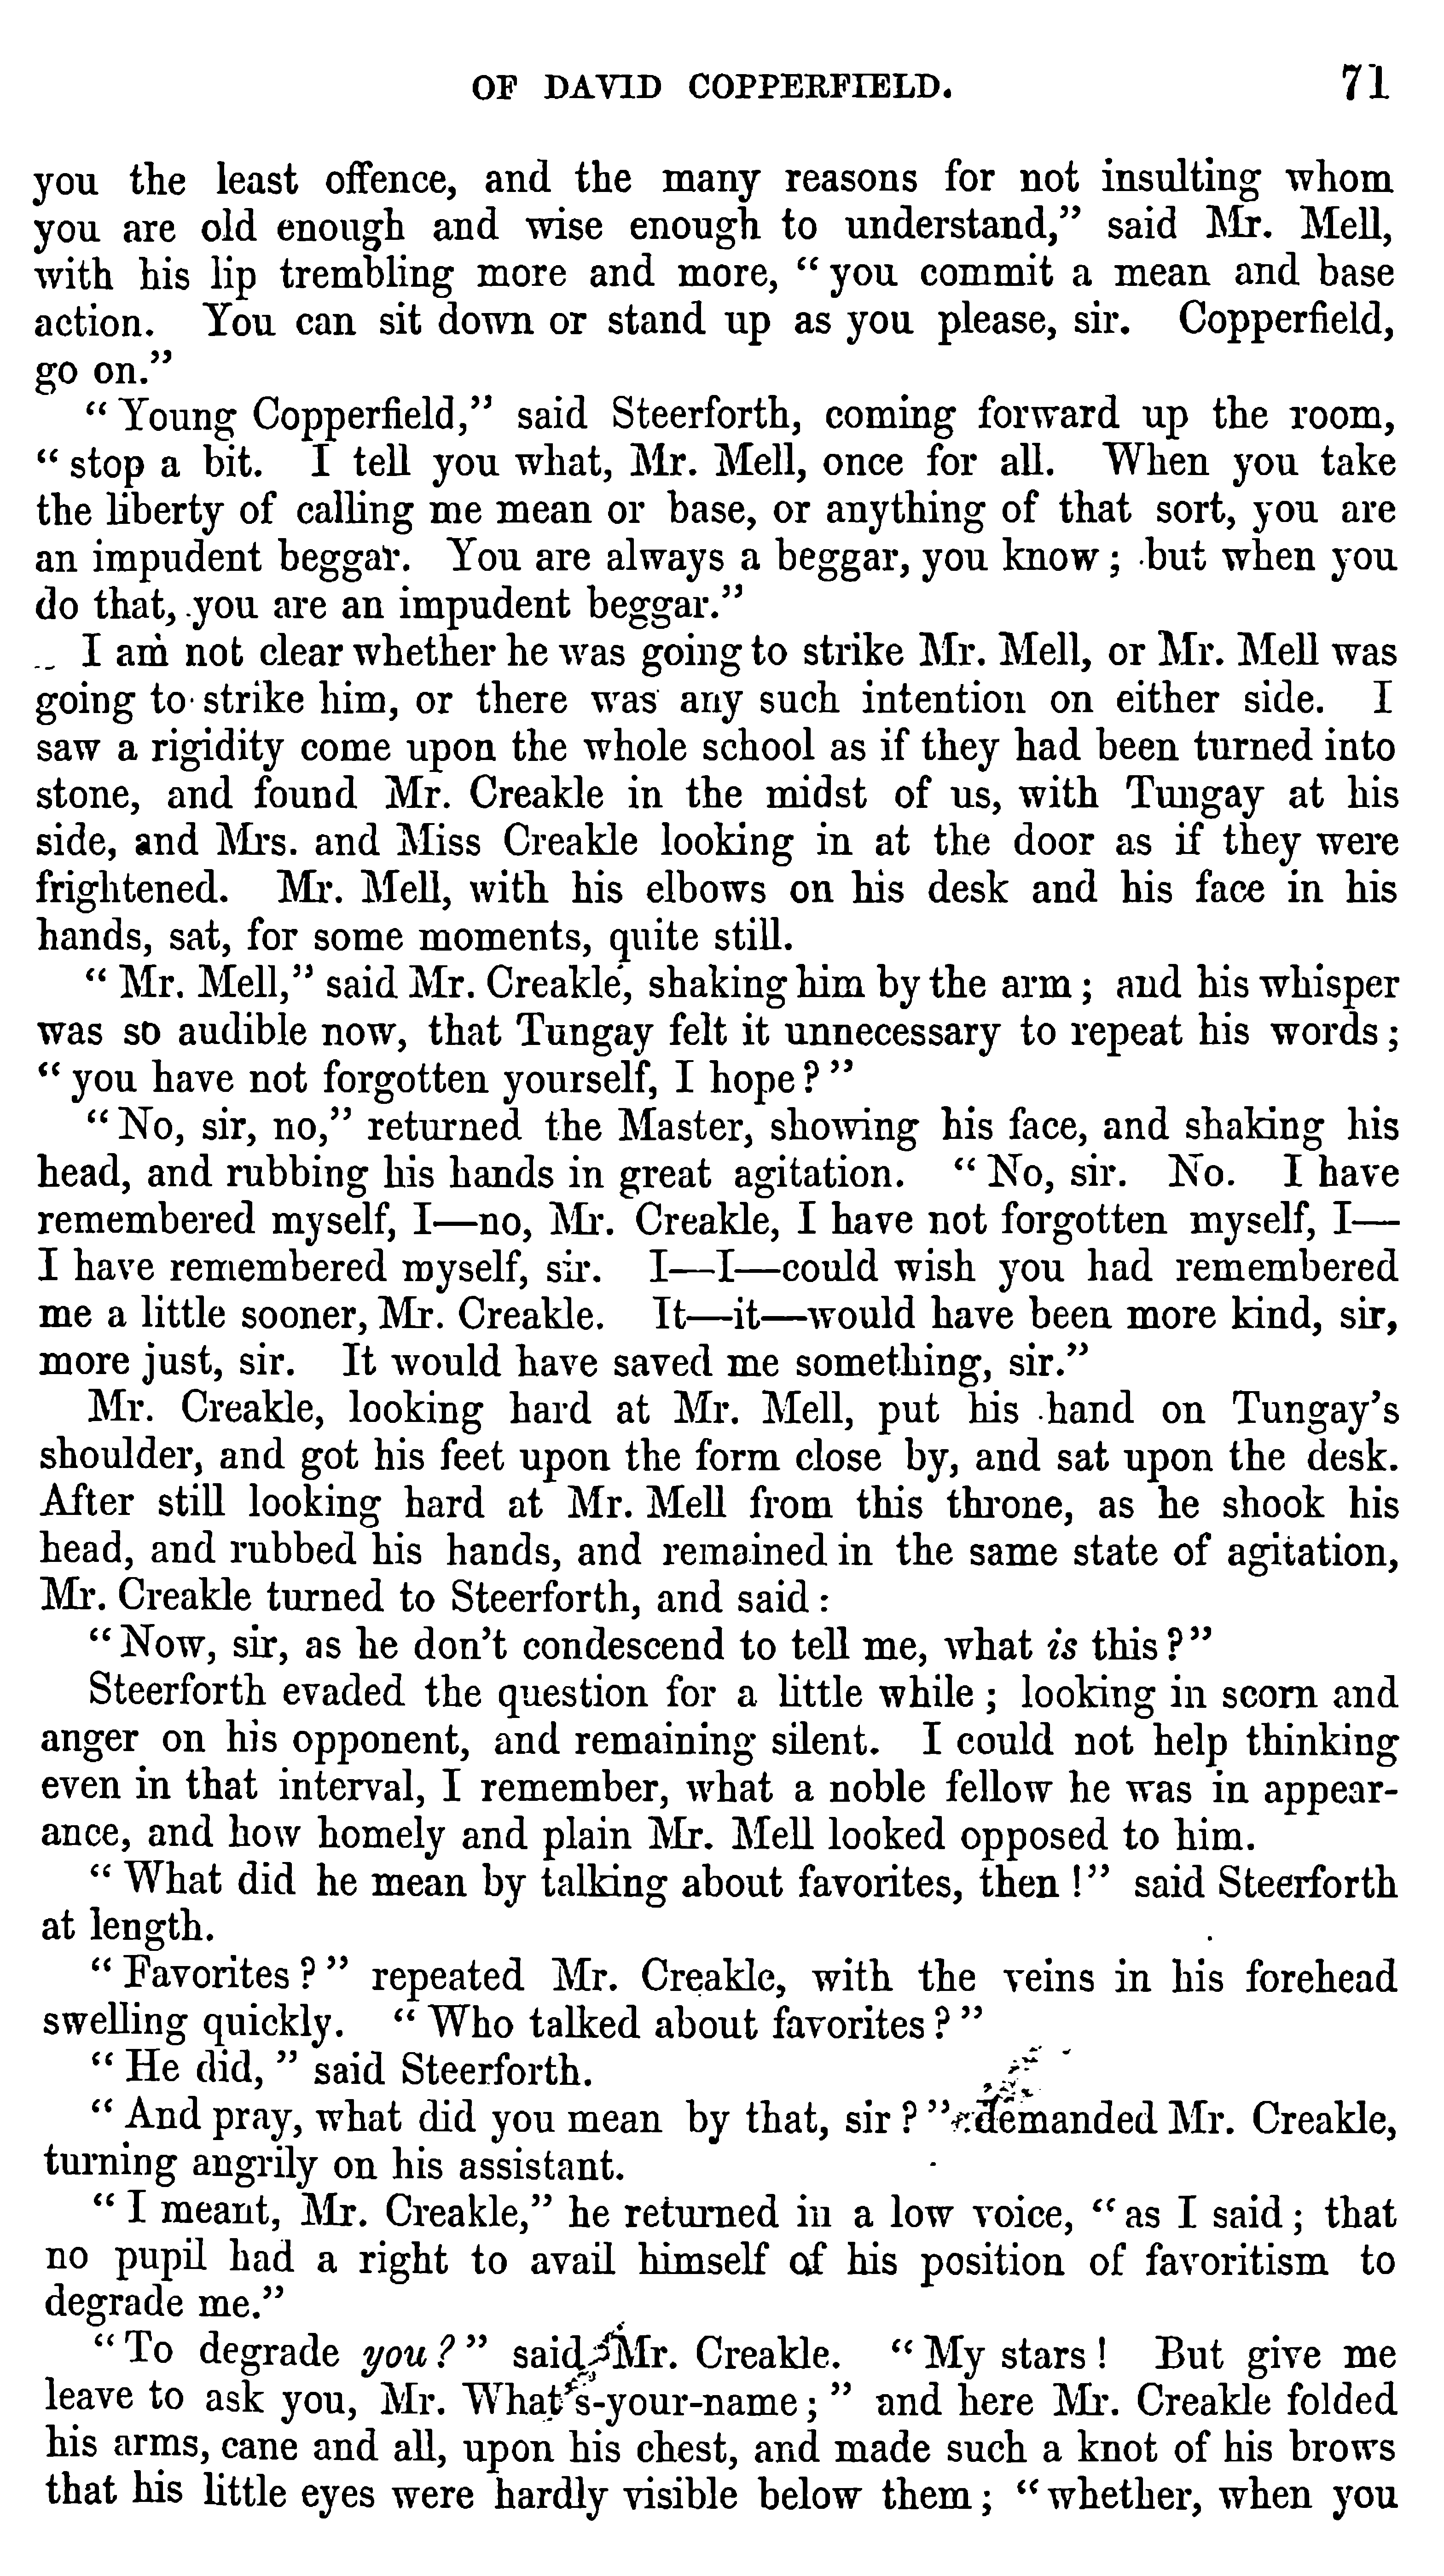 OF DAVID COPPERFIELD. 71
you the least offence, and the many reasons for not insulting whom
you are old enough and wise enough to understand,” said Mr. Mell,
with his lip trembling more and more, “you commit a mean and base
action. You can sit down or stand up as you please, sir. Copperfield,
go on.”
“Young Copperfield,” said Steerforth, coming forward up the room,
“stop a bit. I tell you what, Mr. Mell, once for all. When you take
the liberty of calling me mean or base, or anything of that sort, you are
an impudent beggar. You are always a beggar, you know; but when you
do that, you are an impudent beggar.”
I am not clear whether he was going to strike Mr. Mell, or Mr. Mell was
going to strike him, or there was any such intention on either side. I
saw a rigidity come upon the whole school as if they had been turned into
stone, and found Mr. Creakle in the midst of us, with Tungay at his
side, and Mrs. and Miss Creakle looking in at the door as if they were
frightened. Mr. Mell, with his elbows on his desk and his face in his
hands, sat, for some moments, quite still.
“Mr. Mell,” said Mr. Creakle, shaking him by the arm; and his whisper
was so audible now, that Tungay felt it unnecessary to repeat his words;
“you have not forgotten yourself, I hope?”
“No, sir, no,” returned the Master, showing his face, and shaking his
head, and rubbing his hands in great agitation. “No, sir. No. I have
remembered myself, I—no, Mr. Creakle, I have not forgotten myself, I—
I have remembered myself, sir. I—I—could wish you had remembered
me a little sooner, Mr. Creakle. It—it—would have been more kind, sir,
more just, sir. It would have saved me something, sir.”
Mr. Creakle, looking hard at Mr. Mell, put his hand on Tungay’s
shoulder, and got his feet upon the form close by, and sat upon the desk.
After still looking hard at Mr. Mell from this throne, as he shook his
head, and rubbed his hands, and remained in the same state of agitation,
Mr. Creakle turned to Steerforth, and said:
“Now, sir, as he don’t condescend to tell me, what is this?”
Steerforth evaded the question for a little while; looking in scorn and
anger on his opponent, and remaining silent. I could not help thinking
even in that interval, I remember, what a noble fellow he was in appear-
ance, and how homely and plain Mr. Mell looked opposed to him.
“What did he mean by talking about favorites, then!” said Steerforth
at length.
“Favorites?” repeated Mr. Creakle, with the veins in his forehead
swelling quickly. “Who talked about favorites?”
“He did,” said Steerforth.
“And pray, what did you mean by that, sir?” demanded Mr. Creakle,
turning angrily on his assistant.
“I meant, Mr. Creakle,” he returned in a low voice, “as I said; that
no pupil had a right to avail himself of his position of favoritism to
degrade me.”
“To degrade you?” said Mr. Creakle. “My stars! But give me
leave to ask you, Mr. What’s-your-name;” and here Mr. Creakle folded
his arms, cane and all, upon his chest, and made such a knot of his brows
that his little eyes were hardly visible below them; “whether, when you